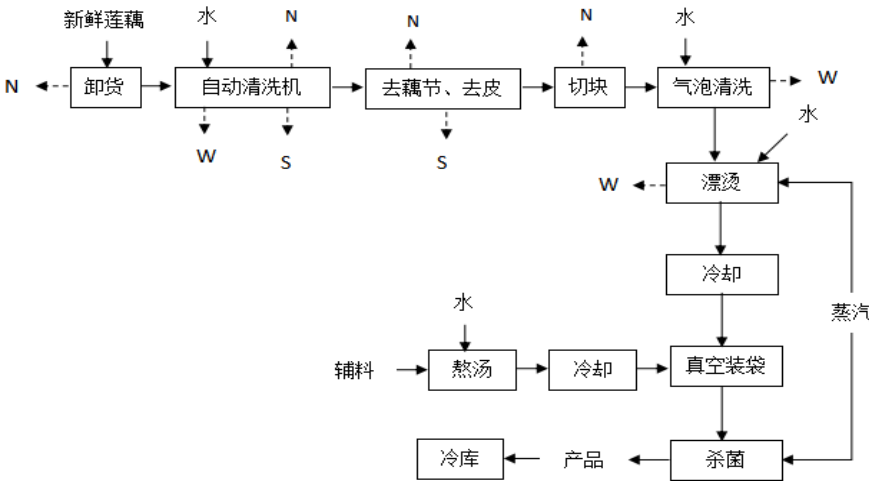 新鲜莲藕
水
N
N
N
水
N
卸货
自动清洗机
去藕节、去皮
切块
气泡清洗
W
W
S
S
水
W
漂烫
冷却
蒸汽
水
辅料
熬汤
冷却
真空装袋
冷库
产品
杀菌